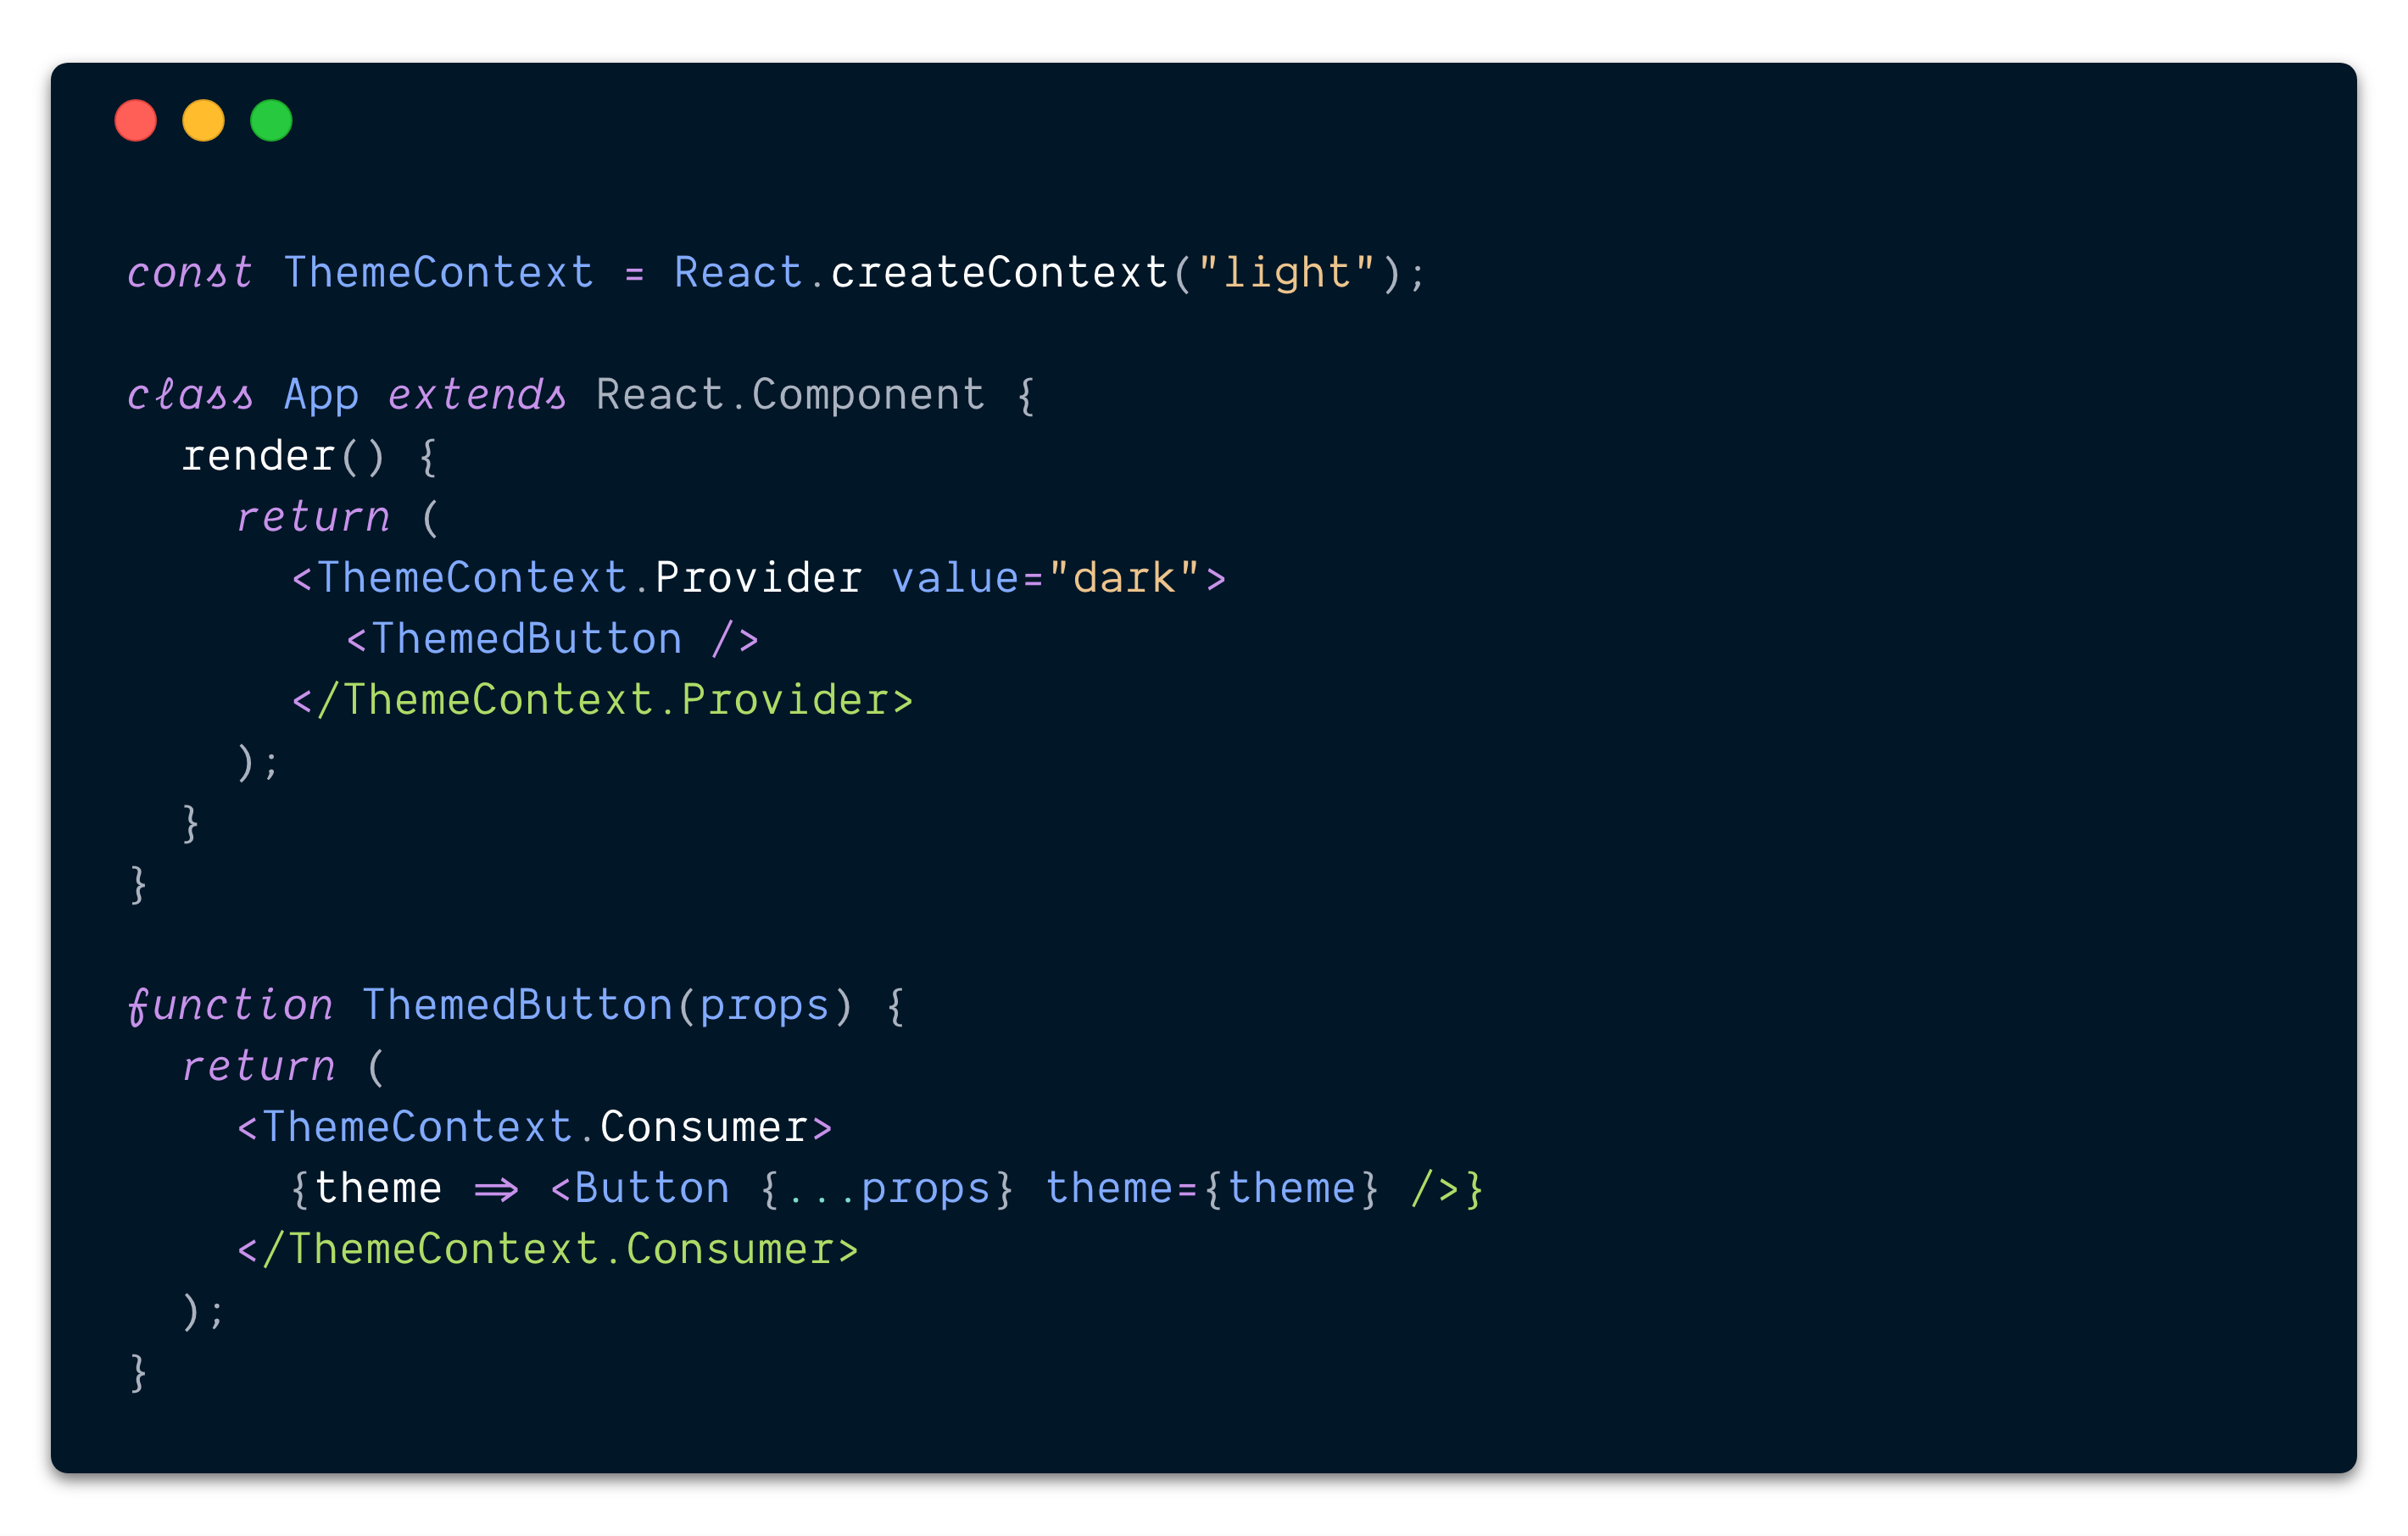 const ThemeContext = React.createContext("light");
class App extends React.Component {
render() {
return (
<ThemeContext.Provider value="dark">
<ThemedButton />
</ThemeContext.Provider>
);
}
}
function ThemedButton(props) {
return (
<ThemeContext.Consumer>
{theme => <Button {...props} theme={theme} />}
</ThemeContext.Consumer>
);
}